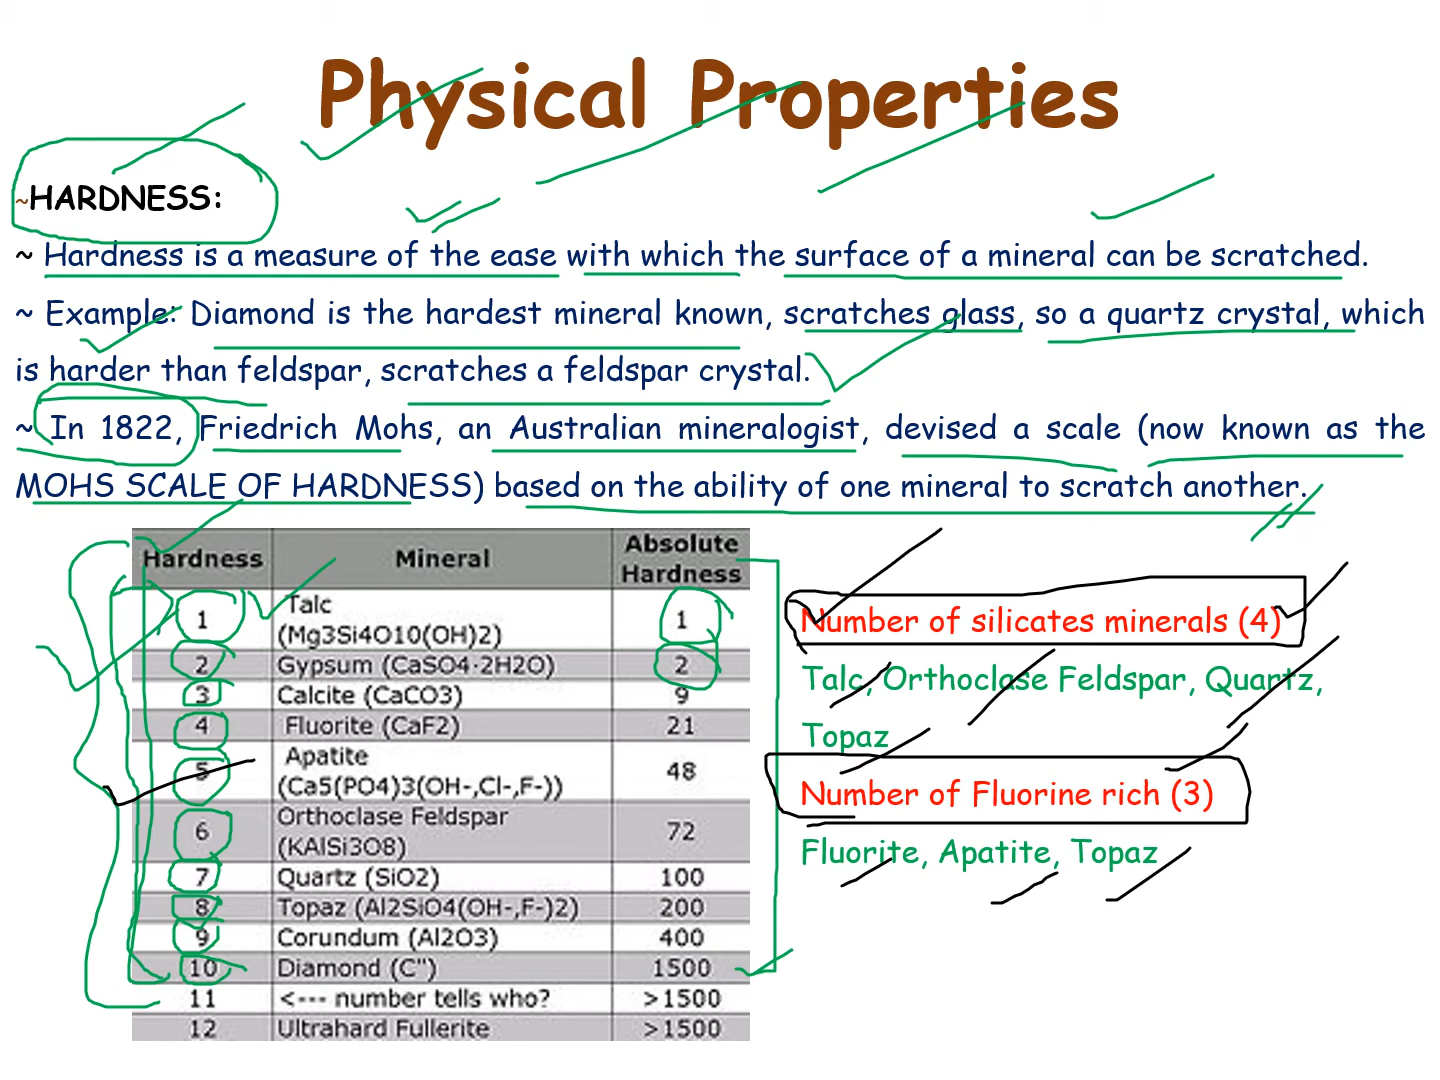 Physical Properties
~HARDNESS:
~ Hardness is a measure of the ease with which the surface of a mineral can be scratched.
~ Example: Diamond is the hardest mineral known, scratches glass, so a quartz crystal, which
is harder than feldspar, scratches a feldspar crystal.
~ In 1822, Friedrich Mohs, an Australian mineralogist, devised a scale (now known as the
MOHS SCALE OF HARDNESS) based on the ability of one mineral to scratch another.
Hardness Mineral Absolute Hardness
1 Talc (Mg3Si4O10(OH)2) 1
2 Gypsum (CaSO4·2H2O) 2
3 Calcite (CaCO3) 9
4 Fluorite (CaF2) 21
5 Apatite (Ca5(PO4)3(OH-,Cl-,F-)) 48
6 Orthoclase Feldspar (KAlSi3O8) 72
7 Quartz (SiO2) 100
8 Topaz (Al2SiO4(OH-,F-)2) 200
9 Corundum (Al2O3) 400
10 Diamond (C") 1500
11 <--- number tells who? >1500
12 Ultrahard Fullerite >1500
Number of silicates minerals (4)
Talc, Orthoclase Feldspar, Quartz,
Topaz
Number of Fluorine rich (3)
Fluorite, Apatite, Topaz